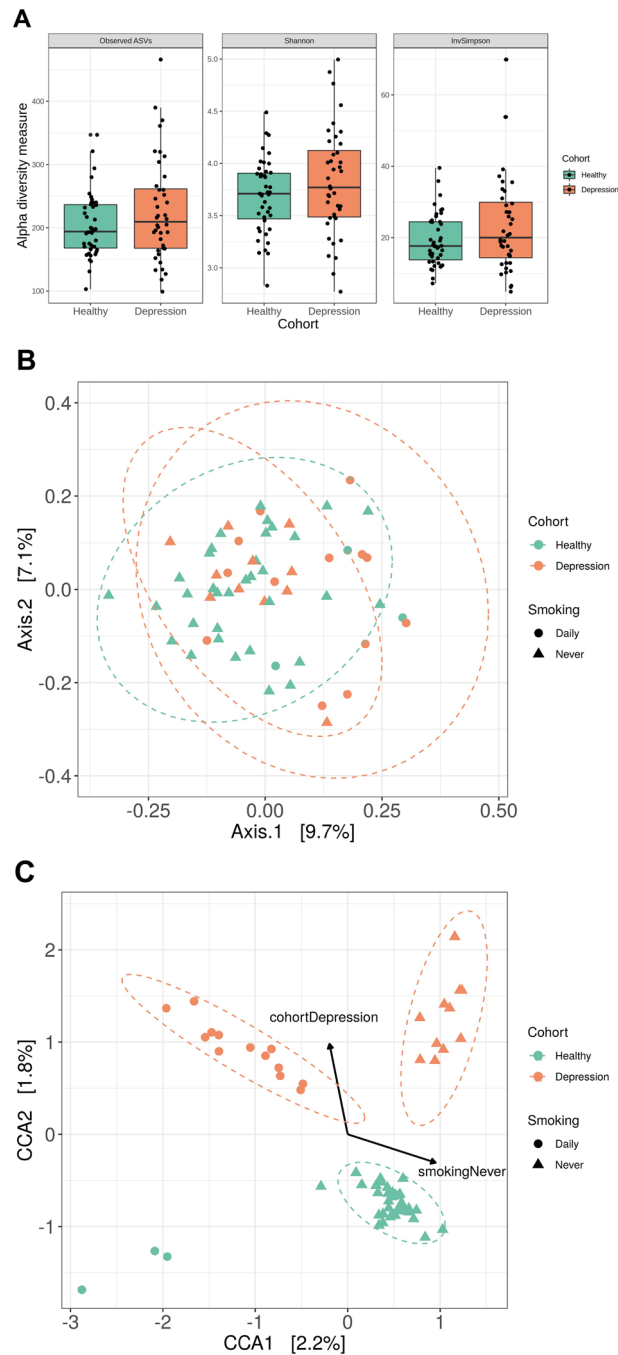 A
Observed ASVs
Shannon
InvSimpson
Alpha diversity measure
400
300
200
100
5.0
4.5
4.0
3.5
3.0
60
40
20
Healthy
Depression
Healthy
Depression
Healthy
Depression
Cohort
Cohort
Healthy
Depression
B
Axis.2 [7.1%]
0.4
0.2
0.0
-0.2
-0.4
-0.25
0.00
0.25
0.50
Axis.1 [9.7%]
Cohort
Healthy
Depression
Smoking
Daily
Never
C
CCA2 [1.8%]
2
1
0
-1
cohortDepression
smokingNever
-3
-2
-1
0
1
CCA1 [2.2%]
Cohort
Healthy
Depression
Smoking
Daily
Never